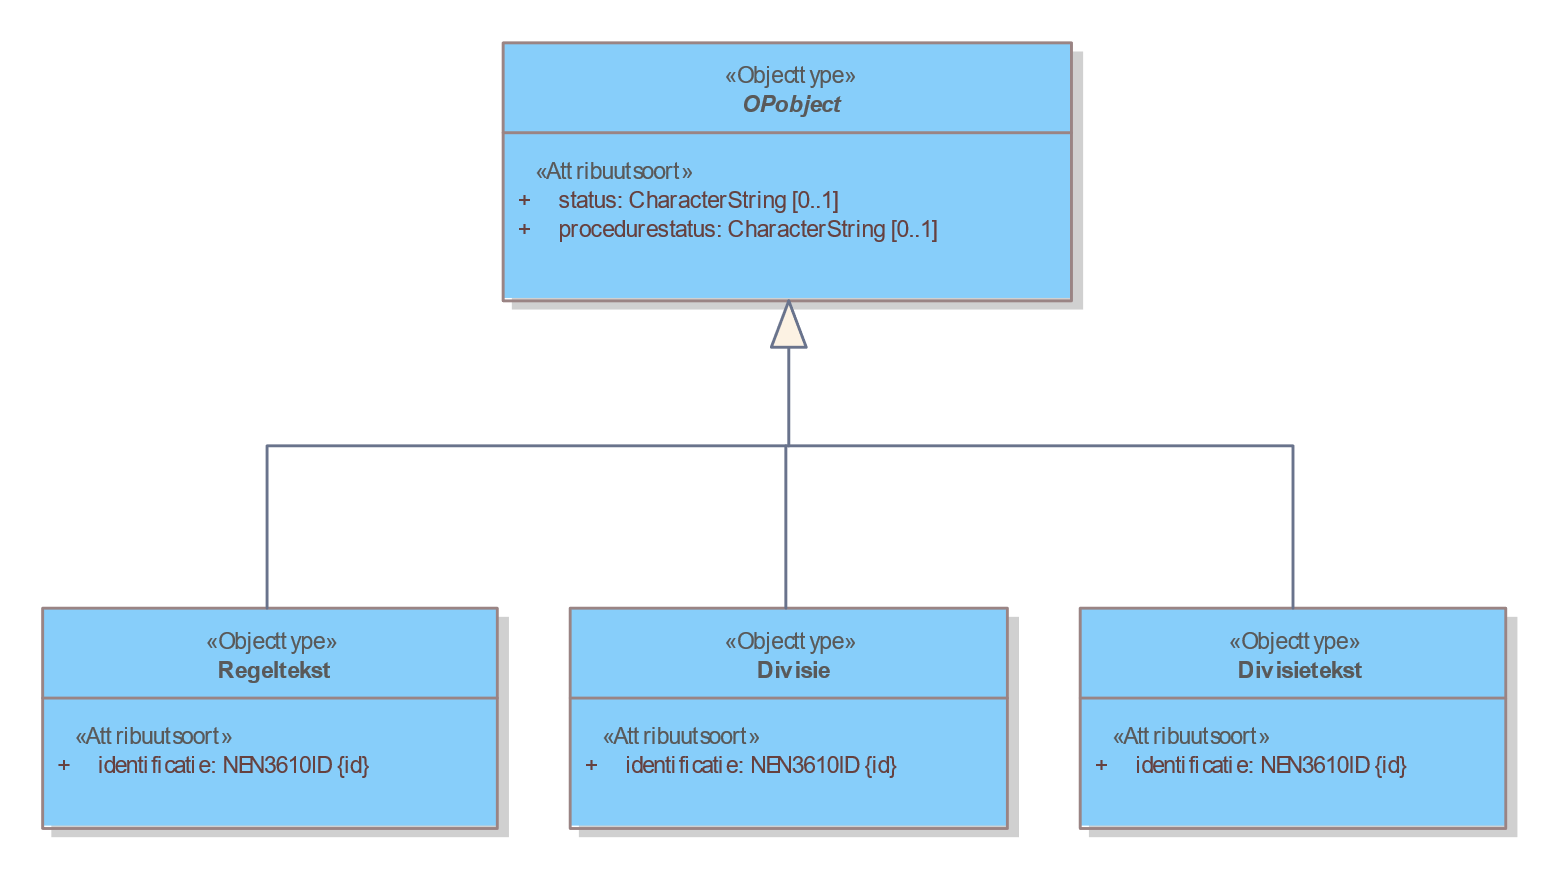 «Objecttype»
OPobject
«Attribuutsoort»
+ status: CharacterString [0..1]
+ procedurestatus: CharacterString [0..1]
«Objecttype»
Regeltekst
«Attribuutsoort»
+ identificatie: NEN3610ID {id}
«Objecttype»
Divisie
«Attribuutsoort»
+ identificatie: NEN3610ID {id}
«Objecttype»
Divisietekst
«Attribuutsoort»
+ identificatie: NEN3610ID {id}